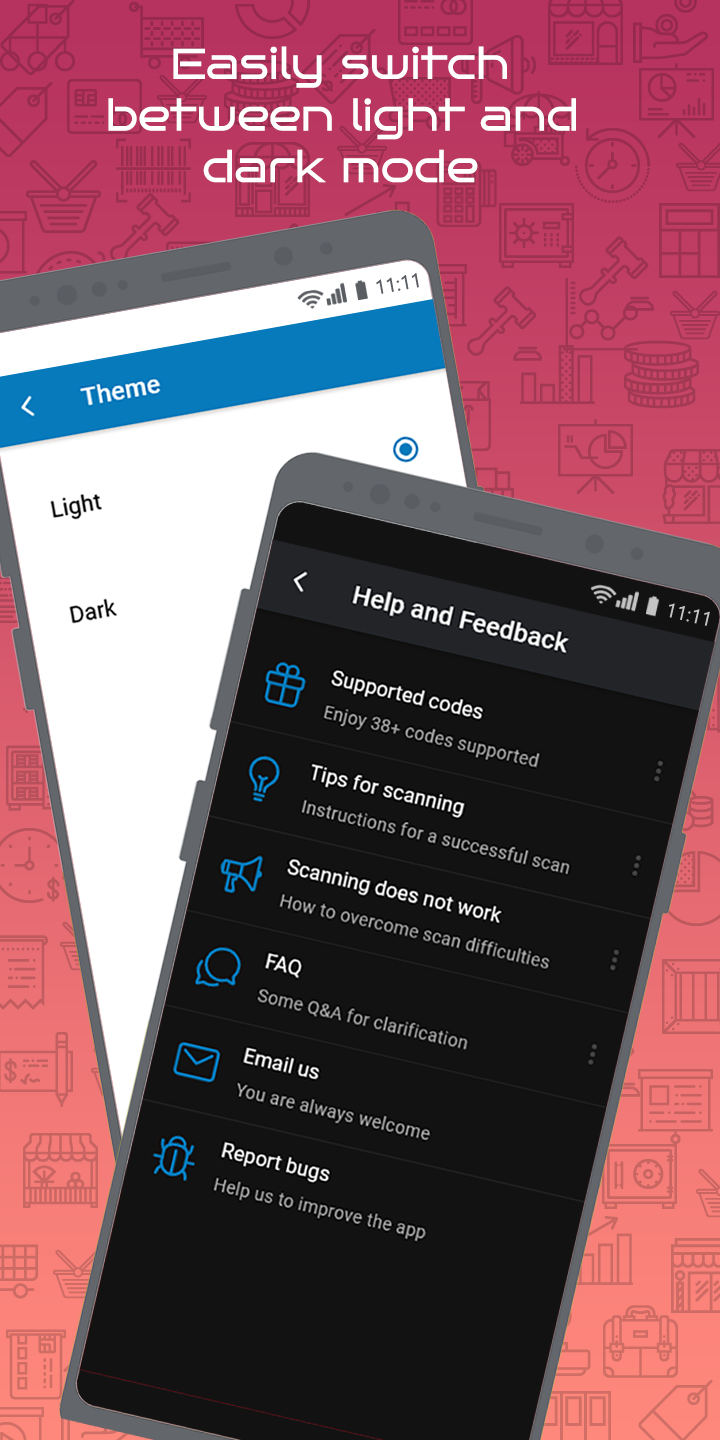 Easily switch
between light and
dark mode
11:11
Theme
Light
Dark
11:11
Help and Feedback
Supported codes
Enjoy 38+ codes supported
Tips for scanning
Instructions for a successful scan
Scanning does not work
How to overcome scan difficulties
FAQ
Some Q&A for clarification
Email us
You are always welcome
Report bugs
Help us to improve the app